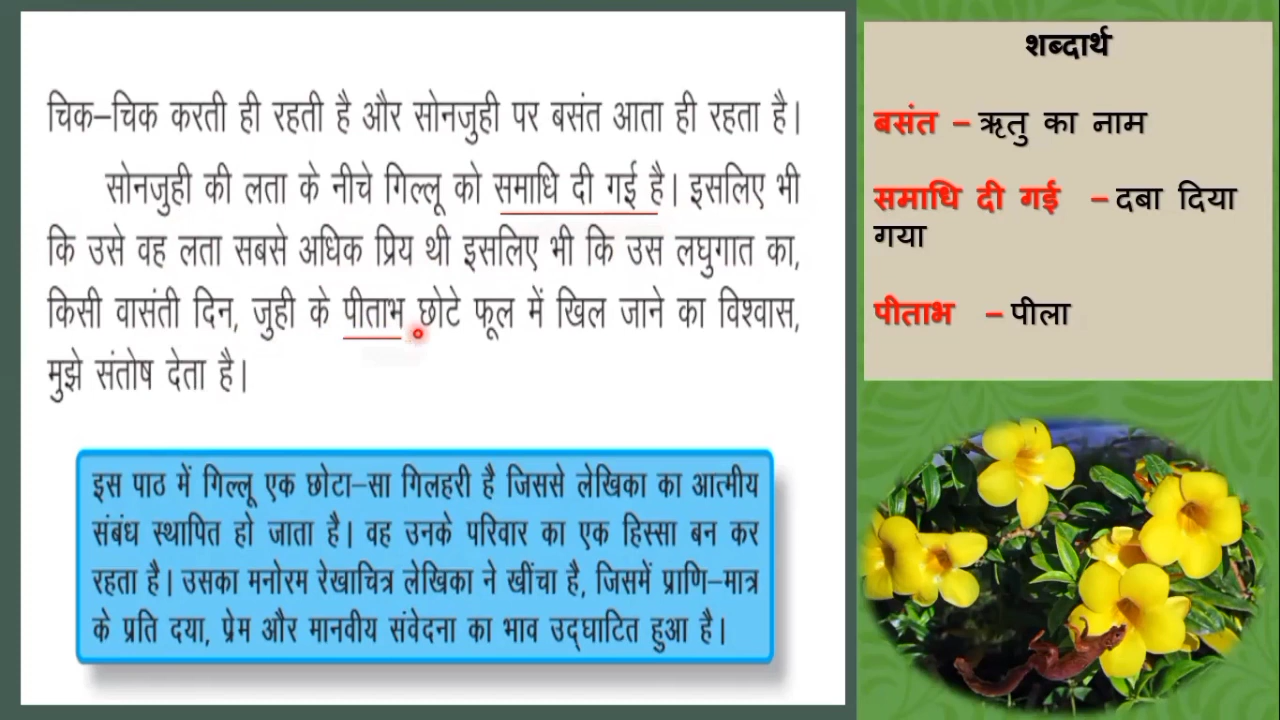 चिक–चिक करती ही रहती है और सोनजुही पर बसंत आता ही रहता है।
सोनजुही की लता के नीचे गिल्लू को समाधि दी गई है। इसलिए भी
कि उसे वह लता सबसे अधिक प्रिय थी इसलिए भी कि उस लघुगात का,
किसी वासंती दिन, जुही के पीताभ छोटे फूल में खिल जाने का विश्वास,
मुझे संतोष देता है।
इस पाठ में गिल्लू एक छोटा–सा गिलहरी है जिससे लेखिका का आत्मीय
संबंध स्थापित हो जाता है। वह उनके परिवार का एक हिस्सा बन कर
रहता है। उसका मनोरम रेखाचित्र लेखिका ने खींचा है, जिसमें प्राणि–मात्र
के प्रति दया, प्रेम और मानवीय संवेदना का भाव उद्घाटित हुआ है।
शब्दार्थ
बसंत – ऋतु का नाम
समाधि दी गई – दबा दिया
गया
पीताभ – पीला